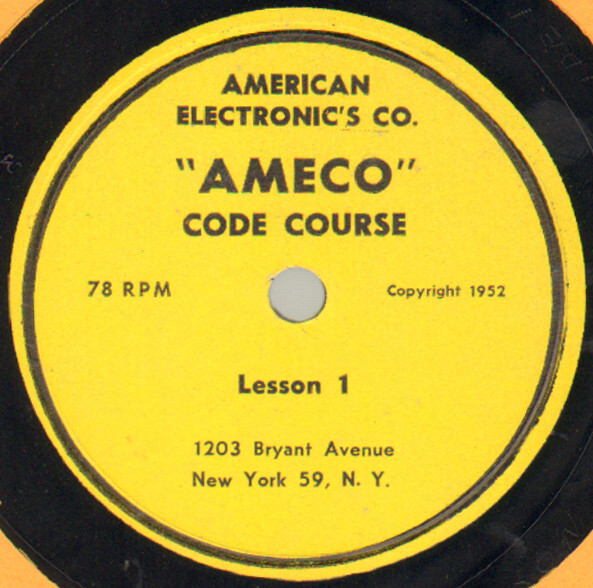 AMERICAN
ELECTRONIC'S CO.
"AMECO"
CODE COURSE
78 RPM
Copyright 1952
Lesson 1
1203 Bryant Avenue
New York 59, N. Y.